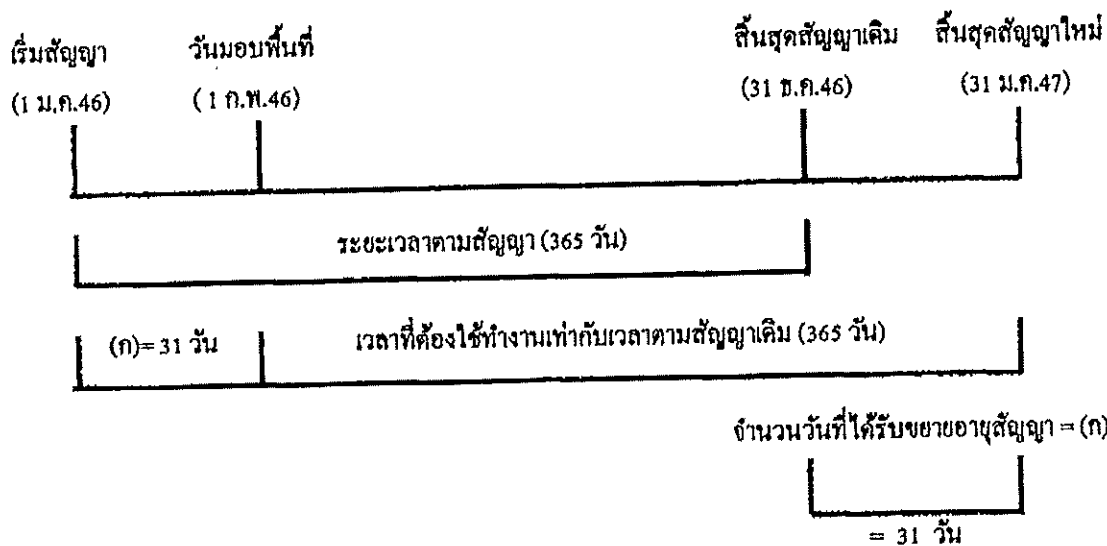 เริ่มสัญญา วันมอบพื้นที่ สิ้นสุดสัญญาเดิม สิ้นสุดสัญญาใหม่
(1 ม.ค.46) (1 ก.พ.46) (31 ธ.ค.46) (31 ม.ค.47)
ระยะเวลาตามสัญญา (365 วัน)
(ก)= 31 วัน เวลาที่ต้องใช้ทำงานเท่ากับเวลาตามสัญญาเดิม (365 วัน)
จำนวนวันที่ได้รับขยายอายุสัญญา = (ก)
= 31 วัน